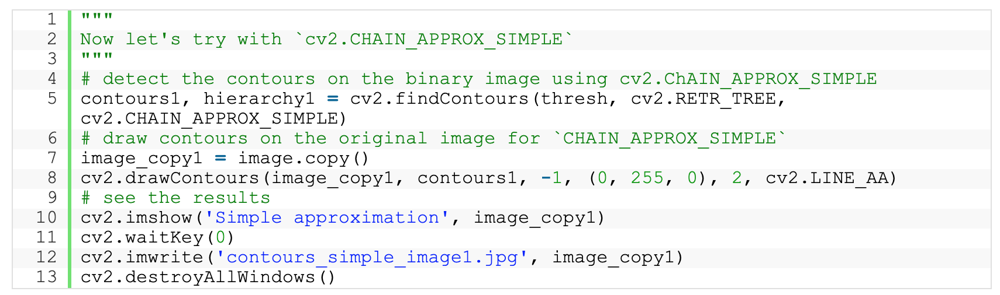 1 """
2 Now let's try with `cv2.CHAIN_APPROX_SIMPLE`
3 """
4 # detect the contours on the binary image using cv2.ChAIN_APPROX_SIMPLE
5 contours1, hierarchy1 = cv2.findContours(thresh, cv2.RETR_TREE,
cv2.CHAIN_APPROX_SIMPLE)
6 # draw contours on the original image for `CHAIN_APPROX_SIMPLE`
7 image_copy1 = image.copy()
8 cv2.drawContours(image_copy1, contours1, -1, (0, 255, 0), 2, cv2.LINE_AA)
9 # see the results
10 cv2.imshow('Simple approximation', image_copy1)
11 cv2.waitKey(0)
12 cv2.imwrite('contours_simple_image1.jpg', image_copy1)
13 cv2.destroyAllWindows()